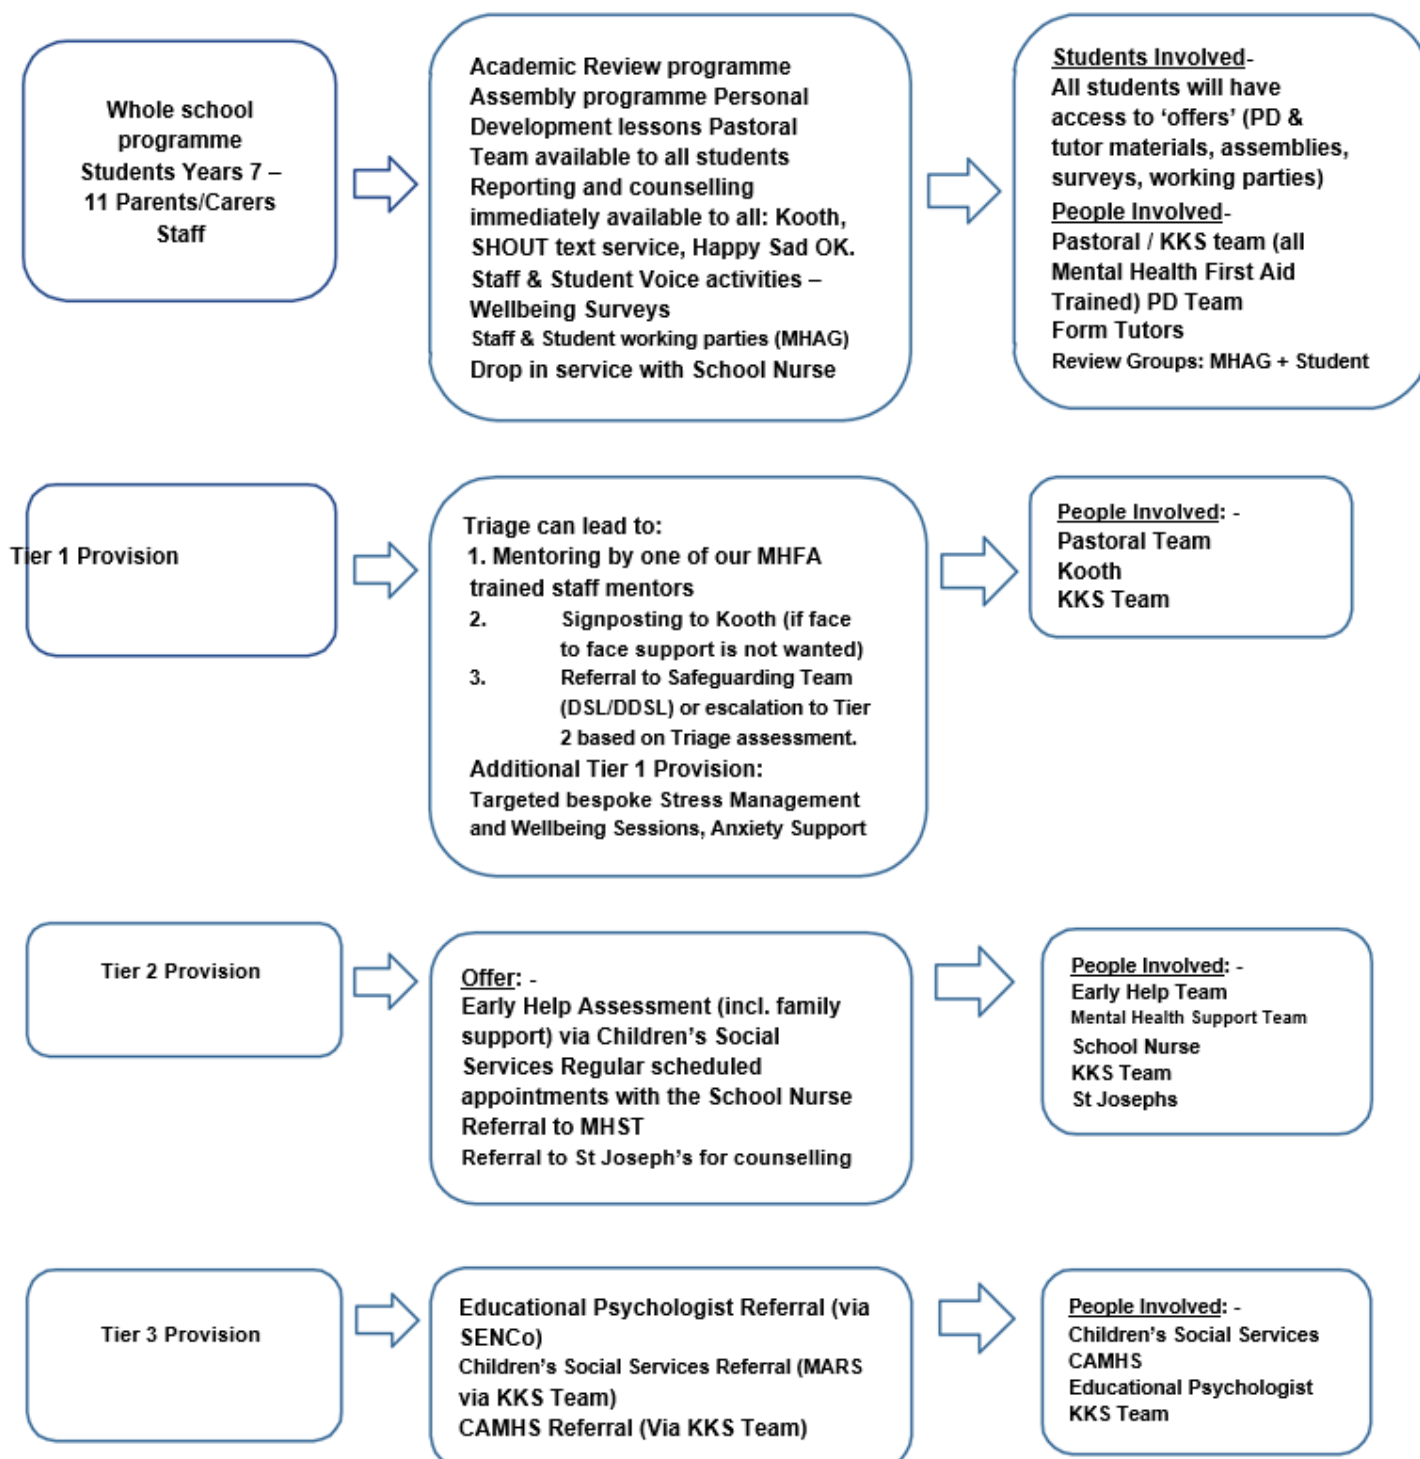 Whole school
programme
Students Years 7 –
11 Parents/Carers
Staff
Academic Review programme
Assembly programme Personal
Development lessons Pastoral
Team available to all students
Reporting and counselling
immediately available to all: Kooth,
SHOUT text service, Happy Sad OK.
Staff & Student Voice activities –
Wellbeing Surveys
Staff & Student working parties (MHAG)
Drop in service with School Nurse
Students Involved-
All students will have
access to ‘offers’ (PD &
tutor materials, assemblies,
surveys, working parties)
People Involved-
Pastoral / KKS team (all
Mental Health First Aid
Trained) PD Team
Form Tutors
Review Groups: MHAG + Student
Tier 1 Provision
Triage can lead to:
1. Mentoring by one of our MHFA
trained staff mentors
2. Signposting to Kooth (if face
to face support is not wanted)
3. Referral to Safeguarding Team
(DSL/DDSL) or escalation to Tier
2 based on Triage assessment.
Additional Tier 1 Provision:
Targeted bespoke Stress Management
and Wellbeing Sessions, Anxiety Support
People Involved: -
Pastoral Team
Kooth
KKS Team
Tier 2 Provision
Offer: -
Early Help Assessment (incl. family
support) via Children’s Social
Services Regular scheduled
appointments with the School Nurse
Referral to MHST
Referral to St Joseph’s for counselling
People Involved: -
Early Help Team
Mental Health Support Team
School Nurse
KKS Team
St Josephs
Tier 3 Provision
Educational Psychologist Referral (via
SENCo)
Children’s Social Services Referral (MARS
via KKS Team)
CAMHS Referral (Via KKS Team)
People Involved: -
Children’s Social Services
CAMHS
Educational Psychologist
KKS Team